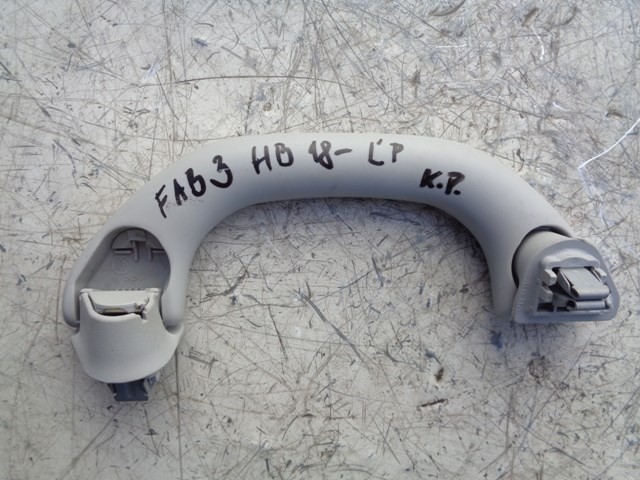 FAB3 HB 18- LP K.P.